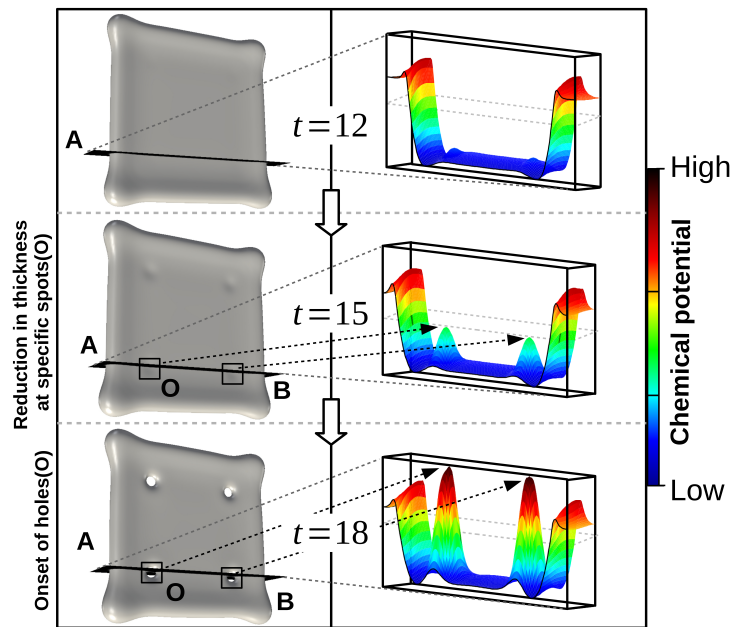 A
t=12
High
Reduction in thickness
at specific spots(O)
t=15
A
O
B
Chemical potential
Low
Onset of holes(O)
t=18
A
O
B